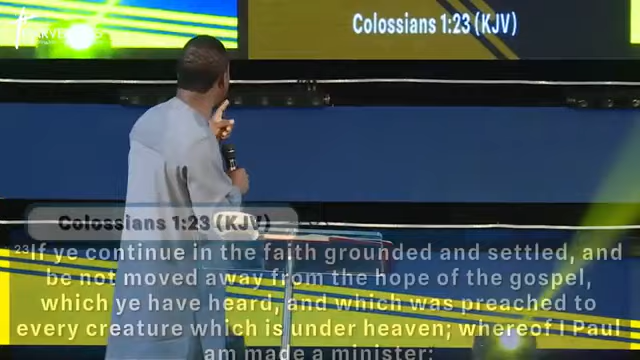 Colossians 1:23 (KJV)
Colossians 1:23 (KJV)
23If ye continue in the faith grounded and settled, and
be not moved away from the hope of the gospel,
which ye have heard, and which was preached to
every creature which is under heaven; whereof I Paul
am made a minister;